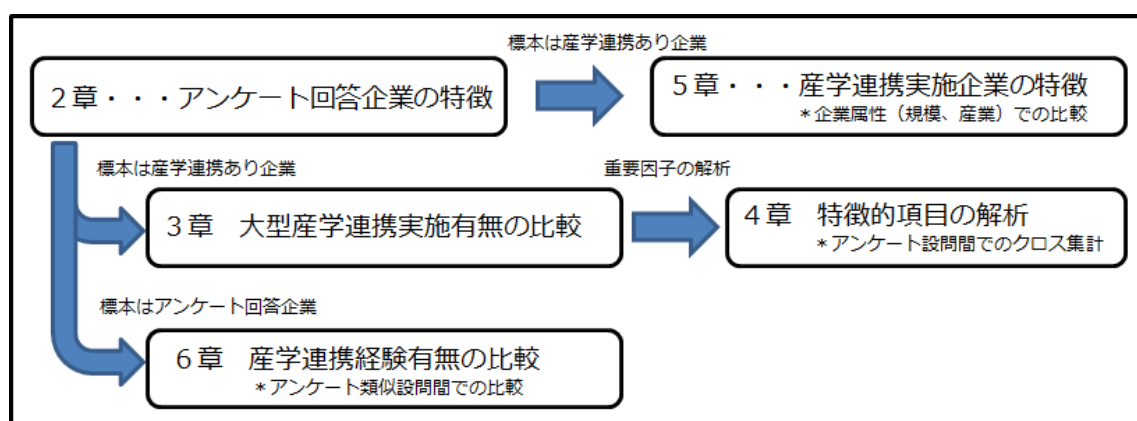 標本は産学連携あり企業
２章・・・アンケート回答企業の特徴
５章・・・産学連携実施企業の特徴
＊企業属性（規模、産業）での比較
標本は産学連携あり企業
重要因子の解析
３章　大型産学連携実施有無の比較
４章　特徴的項目の解析
＊アンケート設問間でのクロス集計
標本はアンケート回答企業
６章　産学連携経験有無の比較
＊アンケート類似設問間での比較